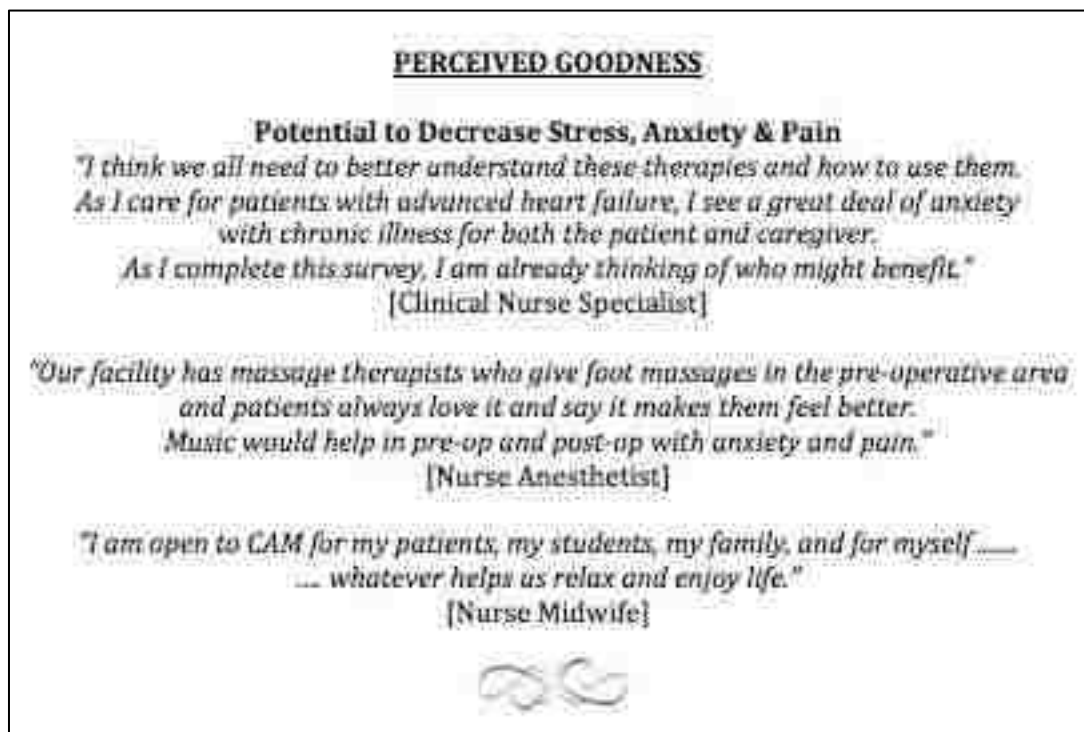 PERCEIVED GOODNESS
Potential to Decrease Stress, Anxiety & Pain
"I think we all need to better understand these therapies and how to use them.
As I care for patients with advanced heart failure, I see a great deal of anxiety
with chronic illness for both the patient and caregiver.
As I complete this survey, I am already thinking of who might benefit."
[Clinical Nurse Specialist]
"Our facility has massage therapists who give foot massages in the pre-operative area
and patients always love it and say it makes them feel better.
Music would help in pre-op and post-op with anxiety and pain."
[Nurse Anesthetist]
"I am open to CAM for my patients, my students, my family, and for myself ......
.... whatever helps us relax and enjoy life."
[Nurse Midwife]